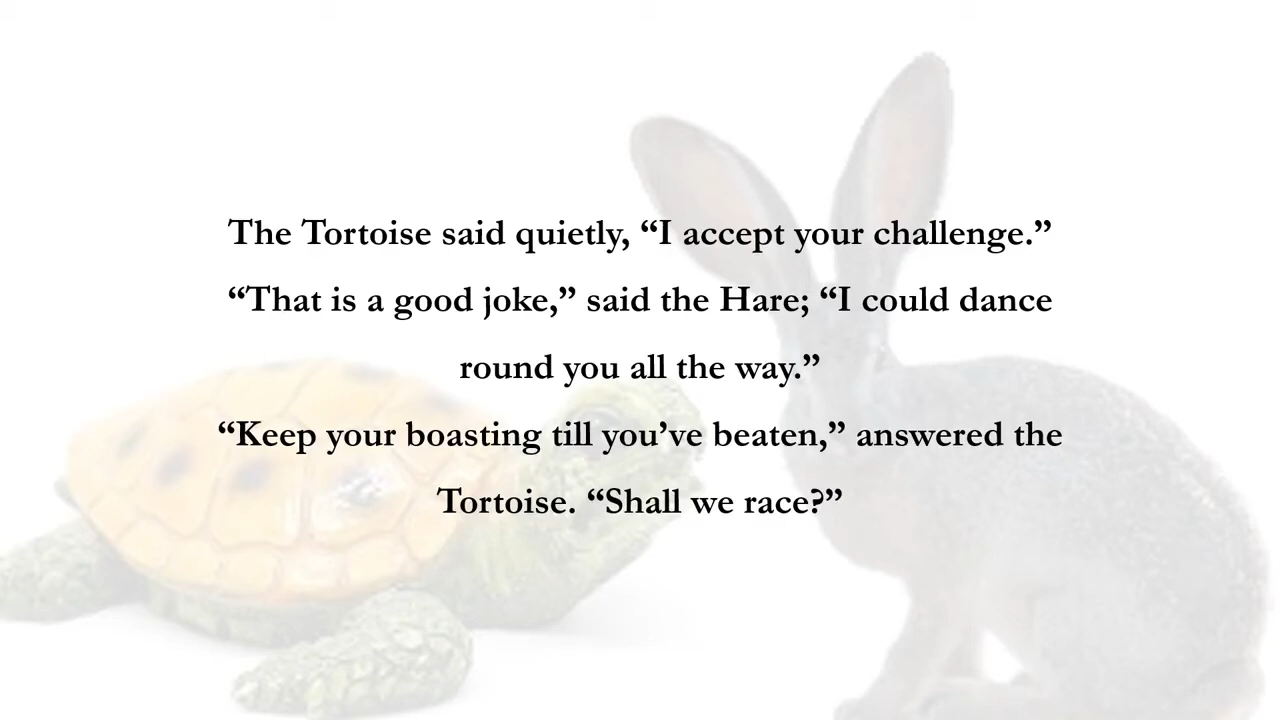 The Tortoise said quietly, “I accept your challenge.”
“That is a good joke,” said the Hare; “I could dance
round you all the way.”
“Keep your boasting till you’ve beaten,” answered the
Tortoise. “Shall we race?”